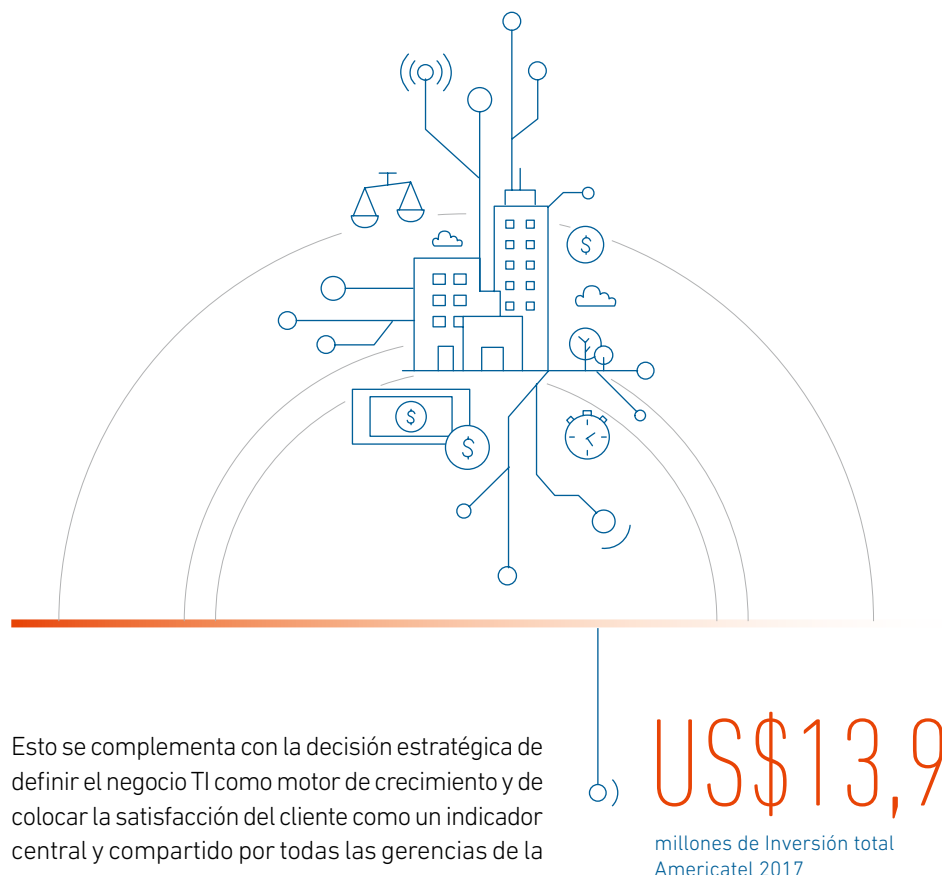 $
$
$
Esto se complementa con la decisión estratégica de
definir el negocio TI como motor de crecimiento y de
colocar la satisfacción del cliente como un indicador
central y compartido por todas las gerencias de la
US$13,9
millones de Inversión total
Americatel 2017